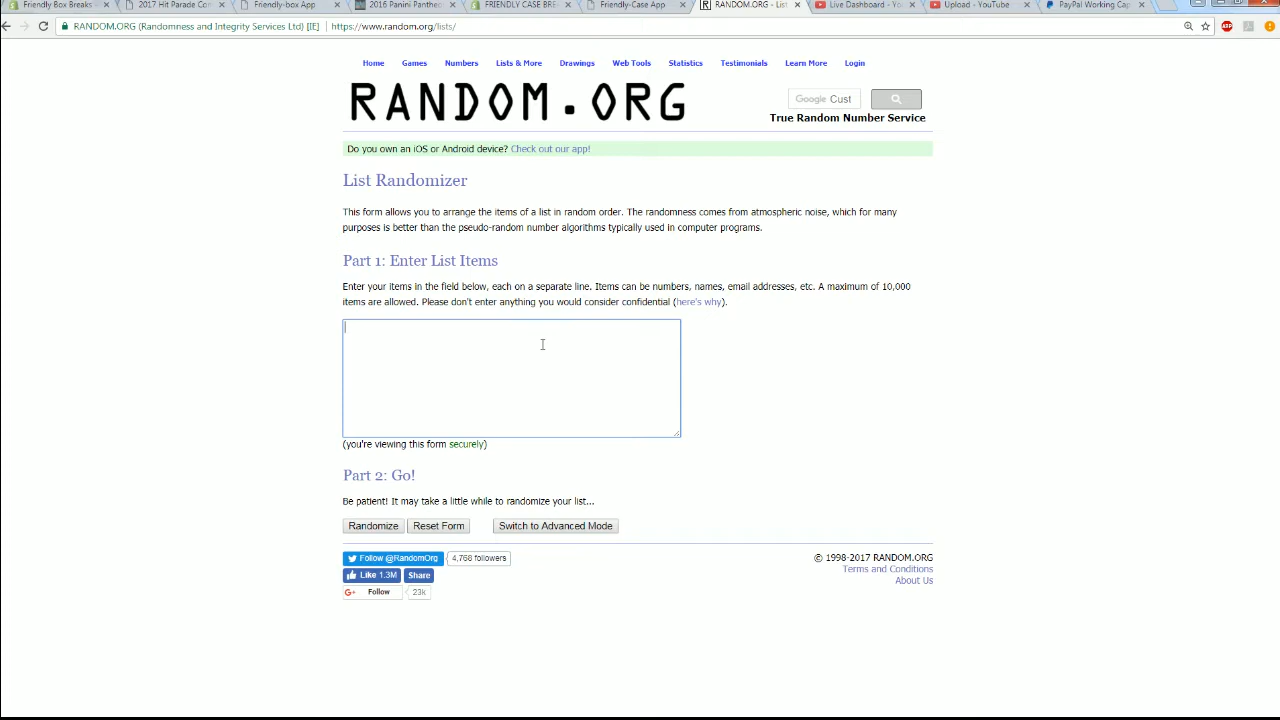 Friendly Box Breaks
2017 Hit Parade Co
Friendly-box App
2016 Panini Panthe
FRIENDLY CASE BRE
Friendly-Case App
RANDOM.ORG - List
Live Dashboard - Yo
Upload - YouTube
PayPal Working Cap
RANDOM.ORG (Randomness and Integrity Services Ltd) [IE] https://www.random.org/lists/
Home Games Numbers Lists & More Drawings Web Tools Statistics Testimonials Learn More Login
RANDOM.ORG
Google Cust
True Random Number Service
Do you own an iOS or Android device? Check out our app!
List Randomizer
This form allows you to arrange the items of a list in random order. The randomness comes from atmospheric noise, which for many
purposes is better than the pseudo-random number algorithms typically used in computer programs.
Part 1: Enter List Items
Enter your items in the field below, each on a separate line. Items can be numbers, names, email addresses, etc. A maximum of 10,000
items are allowed. Please don't enter anything you would consider confidential (here's why).
(you're viewing this form securely)
Part 2: Go!
Be patient! It may take a little while to randomize your list...
Randomize Reset Form Switch to Advanced Mode
Follow @RandomOrg 4,768 followers
Like 1.3M Share
G+ Follow 23k
© 1998-2017 RANDOM.ORG
Terms and Conditions
About Us